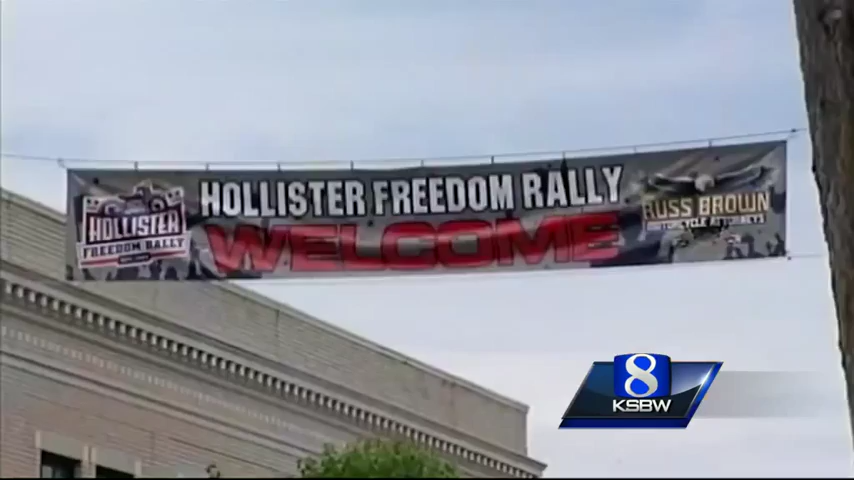 HOLLISTER FREEDOM RALLY
WELCOME
HOLLISTER
FREEDOM RALLY
RUSS BROWN
MOTORCYCLE ATTORNEYS
8
KSBW